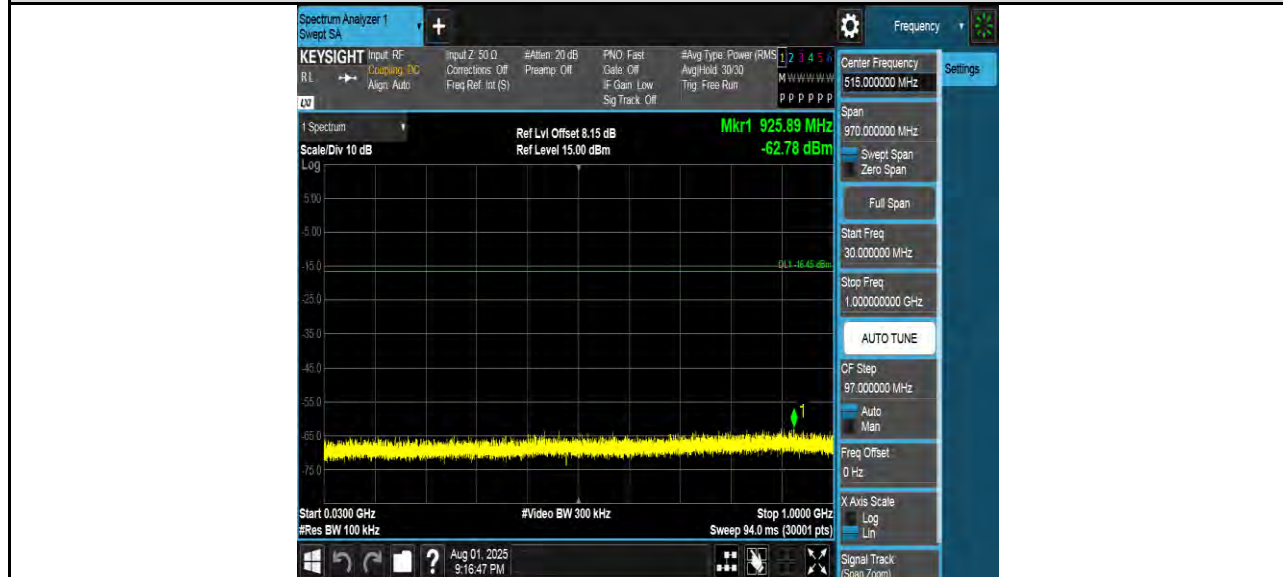 Spectrum Analyzer 1
Swept SA
+
Frequency
KEYSIGHT
Input: RF
Coupling: DC
Align: Auto
RL
LXI
Input Z: 50 Ω
Corrections: Off
Freq Ref: Int (S)
#Atten: 20 dB
Preamp: Off
PNO: Fast
Gate: Off
IF Gain: Low
Sig Track: Off
#Avg Type: Power (RMS
Avg|Hold: 30/30
Trig: Free Run
1 2 3 4 5 6
M W W W W W
P P P P P P
1 Spectrum
Scale/Div 10 dB
Log
Ref Lvl Offset 8.15 dB
Ref Level 15.00 dBm
Mkr1 925.89 MHz
-62.78 dBm
5.00
-5.00
-15.0
-25.0
-35.0
-45.0
-55.0
-65.0
-75.0
DL1 -16.45 dBm
1
Start 0.0300 GHz
#Res BW 100 kHz
#Video BW 300 kHz
Stop 1.0000 GHz
Sweep 94.0 ms (30001 pts)
?
Aug 01, 2025
9:16:47 PM
Center Frequency
515.000000 MHz
Span
970.000000 MHz
Swept Span
Zero Span
Full Span
Start Freq
30.000000 MHz
Stop Freq
1.000000000 GHz
AUTO TUNE
CF Step
97.000000 MHz
Auto
Man
Freq Offset
0 Hz
X Axis Scale
Log
Lin
Signal Track
(Span Zoom)
Settings